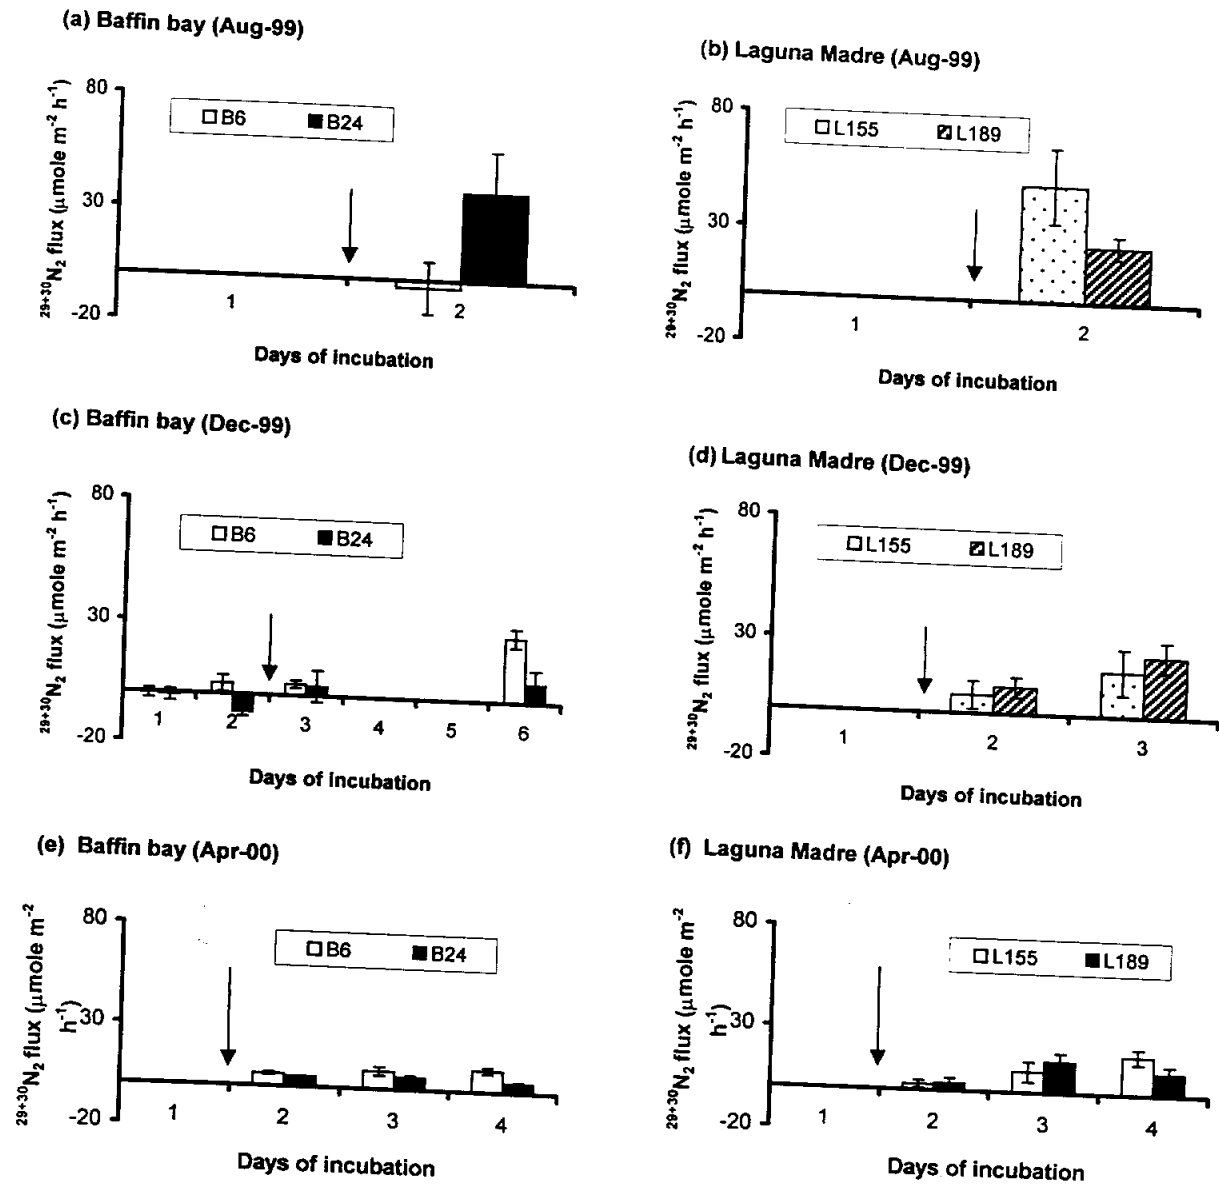 (a) Baffin bay (Aug-99)
29+30N2 flux (μmole m-2 h-1)
80
30
-20
B6 B24
1 2
Days of incubation
(b) Laguna Madre (Aug-99)
29+30N2 flux (μmole m-2 h-1)
80
30
-20
L155 L189
1 2
Days of incubation
(c) Baffin bay (Dec-99)
29+30N2 flux (μmole m-2 h-1)
80
30
-20
B6 B24
1 2 3 4 5 6
Days of incubation
(d) Laguna Madre (Dec-99)
29+30N2 flux (μmole m-2 h-1)
80
30
-20
L155 L189
1 2 3
Days of incubation
(e) Baffin bay (Apr-00)
29+30N2 flux (μmole m-2
h-1)
80
30
-20
B6 B24
1 2 3 4
Days of incubation
(f) Laguna Madre (Apr-00)
29+30N2 flux (μmole m-2
h-1)
80
30
-20
L155 L189
1 2 3 4
Days of incubation